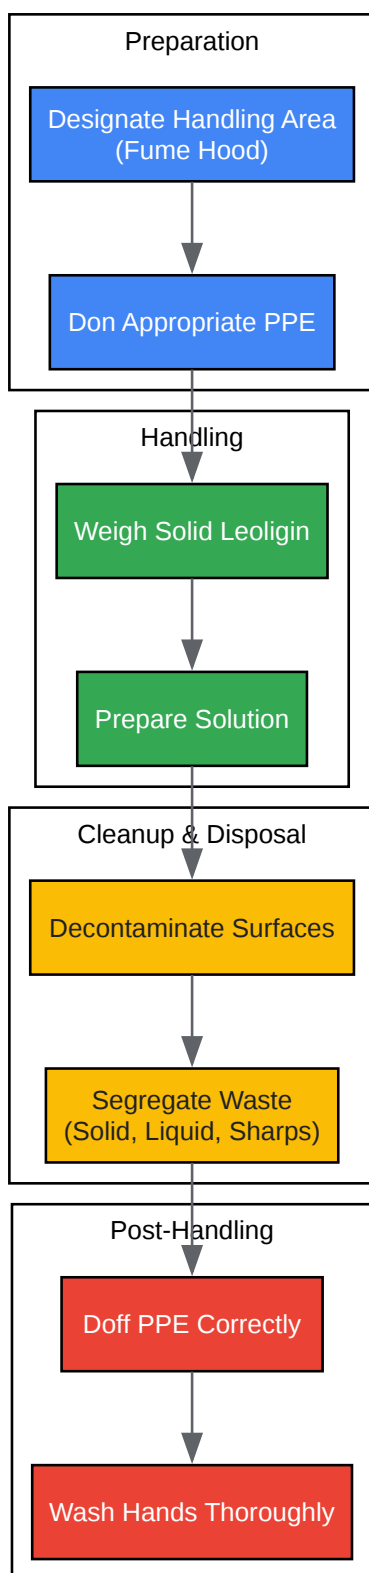 Preparation
Designate Handling Area
(Fume Hood)
Don Appropriate PPE
Handling
Weigh Solid Leoligin
Prepare Solution
Cleanup & Disposal
Decontaminate Surfaces
Segregate Waste
(Solid, Liquid, Sharps)
Post-Handling
Doff PPE Correctly
Wash Hands Thoroughly